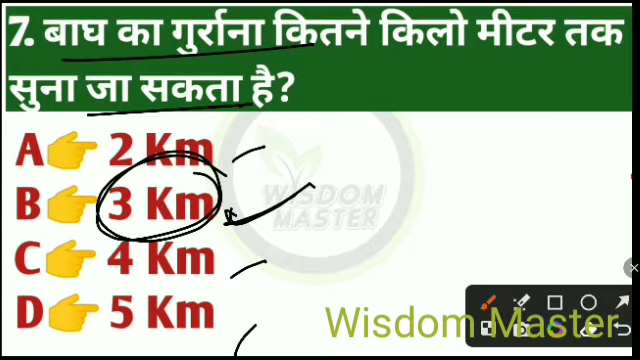 7. बाघ का गुर्राना कितने किलो मीटर तक
सुना जा सकता है?
A👉 2 Km
B👉 3 Km
C👉 4 Km
D👉 5 Km
WISDOM
MASTER
Wisdom Master